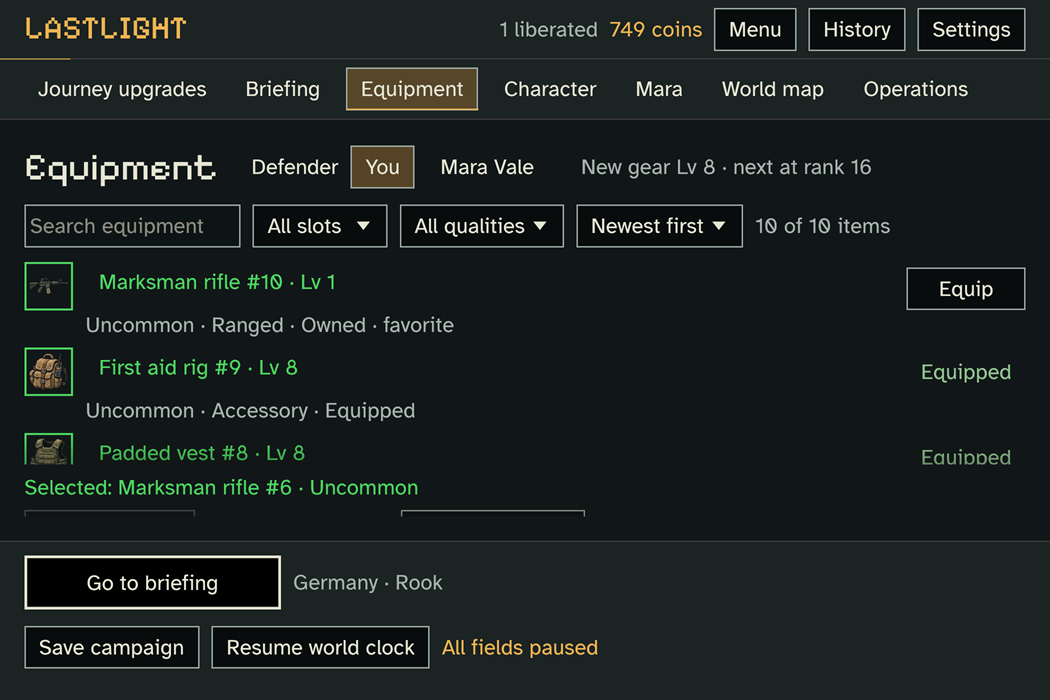 LASTLIGHT 1 liberated 749 coins Menu History Settings
Journey upgrades Briefing Equipment Character Mara World map Operations
Equipment Defender You Mara Vale New gear Lv 8 · next at rank 16
Search equipment All slots ▼ All qualities ▼ Newest first ▼ 10 of 10 items
Marksman rifle #10 · Lv 1 Equip
Uncommon · Ranged · Owned · favorite
First aid rig #9 · Lv 8 Equipped
Uncommon · Accessory · Equipped
Padded vest #8 · Lv 8 Equipped
Selected: Marksman rifle #6 · Uncommon
Go to briefing Germany · Rook
Save campaign Resume world clock All fields paused